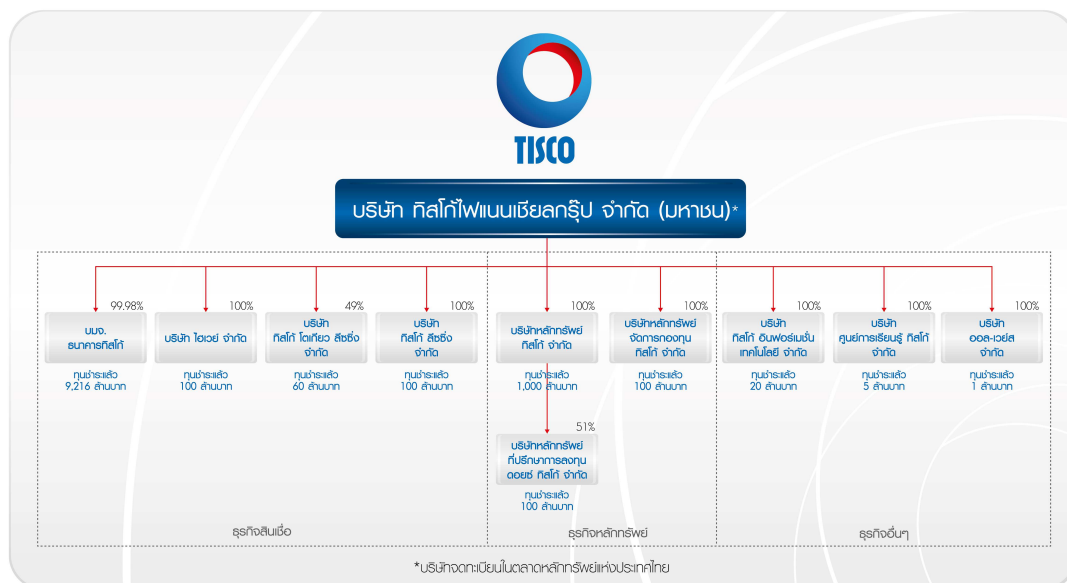 TISCO
บริษัท ทิสโก้ไฟแนนเชียลกรุ๊ป จำกัด (มหาชน)*
99.98%
บมจ.
ธนาคารทิสโก้
ทุนชำระแล้ว
9,216 ล้านบาท
100%
บริษัท ไฮเวย์ จำกัด
ทุนชำระแล้ว
100 ล้านบาท
49%
บริษัท
ทิสโก้ โตเกียว ลีซซิ่ง
จำกัด
ทุนชำระแล้ว
60 ล้านบาท
100%
บริษัท
ทิสโก้ ลีซซิ่ง
จำกัด
ทุนชำระแล้ว
100 ล้านบาท
100%
บริษัทหลักทรัพย์
ทิสโก้ จำกัด
ทุนชำระแล้ว
1,000 ล้านบาท
100%
บริษัทหลักทรัพย์
จัดการกองทุน
ทิสโก้ จำกัด
ทุนชำระแล้ว
100 ล้านบาท
100%
บริษัท
ทิสโก้ อินฟอร์เมชั่น
เทคโนโลยี จำกัด
ทุนชำระแล้ว
20 ล้านบาท
100%
บริษัท
ศูนย์การเรียนรู้ ทิสโก้
จำกัด
ทุนชำระแล้ว
5 ล้านบาท
100%
บริษัท
ออล-เวย์ส
จำกัด
ทุนชำระแล้ว
1 ล้านบาท
51%
บริษัทหลักทรัพย์
ที่ปรึกษาการลงทุน
ดอยซ์ ทิสโก้ จำกัด
ทุนชำระแล้ว
100 ล้านบาท
ธุรกิจสินเชื่อ
ธุรกิจหลักทรัพย์
ธุรกิจอื่นๆ
*บริษัทจดทะเบียนในตลาดหลักทรัพย์แห่งประเทศไทย